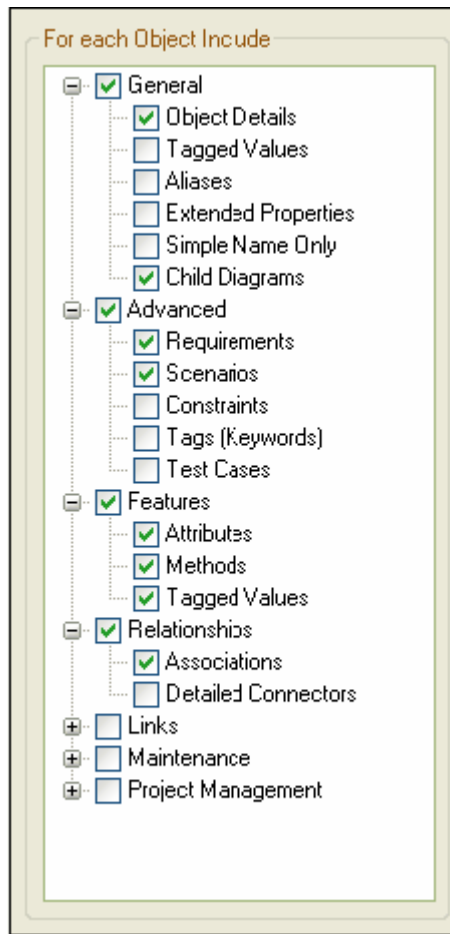 For each Object Include
General
Object Details
Tagged Values
Aliases
Extended Properties
Simple Name Only
Child Diagrams
Advanced
Requirements
Scenarios
Constraints
Tags (Keywords)
Test Cases
Features
Attributes
Methods
Tagged Values
Relationships
Associations
Detailed Connectors
Links
Maintenance
Project Management